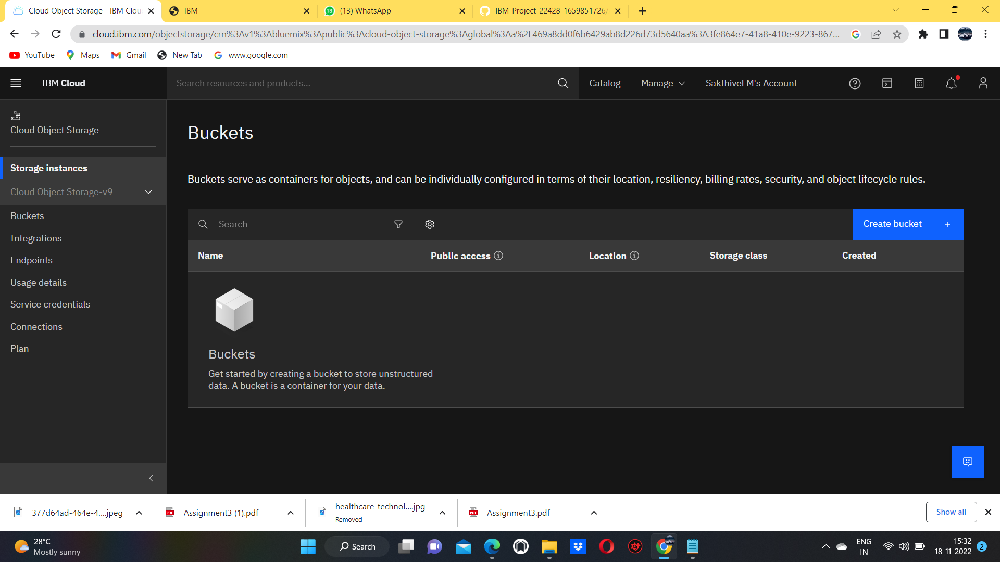 Cloud Object Storage - IBM Clou
IBM
(13) WhatsApp
IBM-Project-22428-1659851726/
cloud.ibm.com/objectstorage/crn%3Av1%3Abluemix%3Apublic%3Acloud-object-storage%3Aglobal%3Aa%2F469a8dd0f6b6429ab8d226d73d5640aa%3A3fe864e7-41a8-410e-9223-867...
YouTube
Maps
Gmail
New Tab
www.google.com
IBM Cloud
Search resources and products...
Catalog
Manage
Sakthivel M's Account
Cloud Object Storage
Storage instances
Cloud Object Storage-v9
Buckets
Integrations
Endpoints
Usage details
Service credentials
Connections
Plan
Buckets
Buckets serve as containers for objects, and can be individually configured in terms of their location, resiliency, billing rates, security, and object lifecycle rules.
Search
Create bucket +
Name
Public access
Location
Storage class
Created
Buckets
Get started by creating a bucket to store unstructured
data. A bucket is a container for your data.
377d64ad-464e-4....jpeg
PDF
Assignment3 (1).pdf
healthcare-technol....jpg
Removed
PDF
Assignment3.pdf
Show all
28°C
Mostly sunny
Search
ENG
IN
15:32
18-11-2022
2